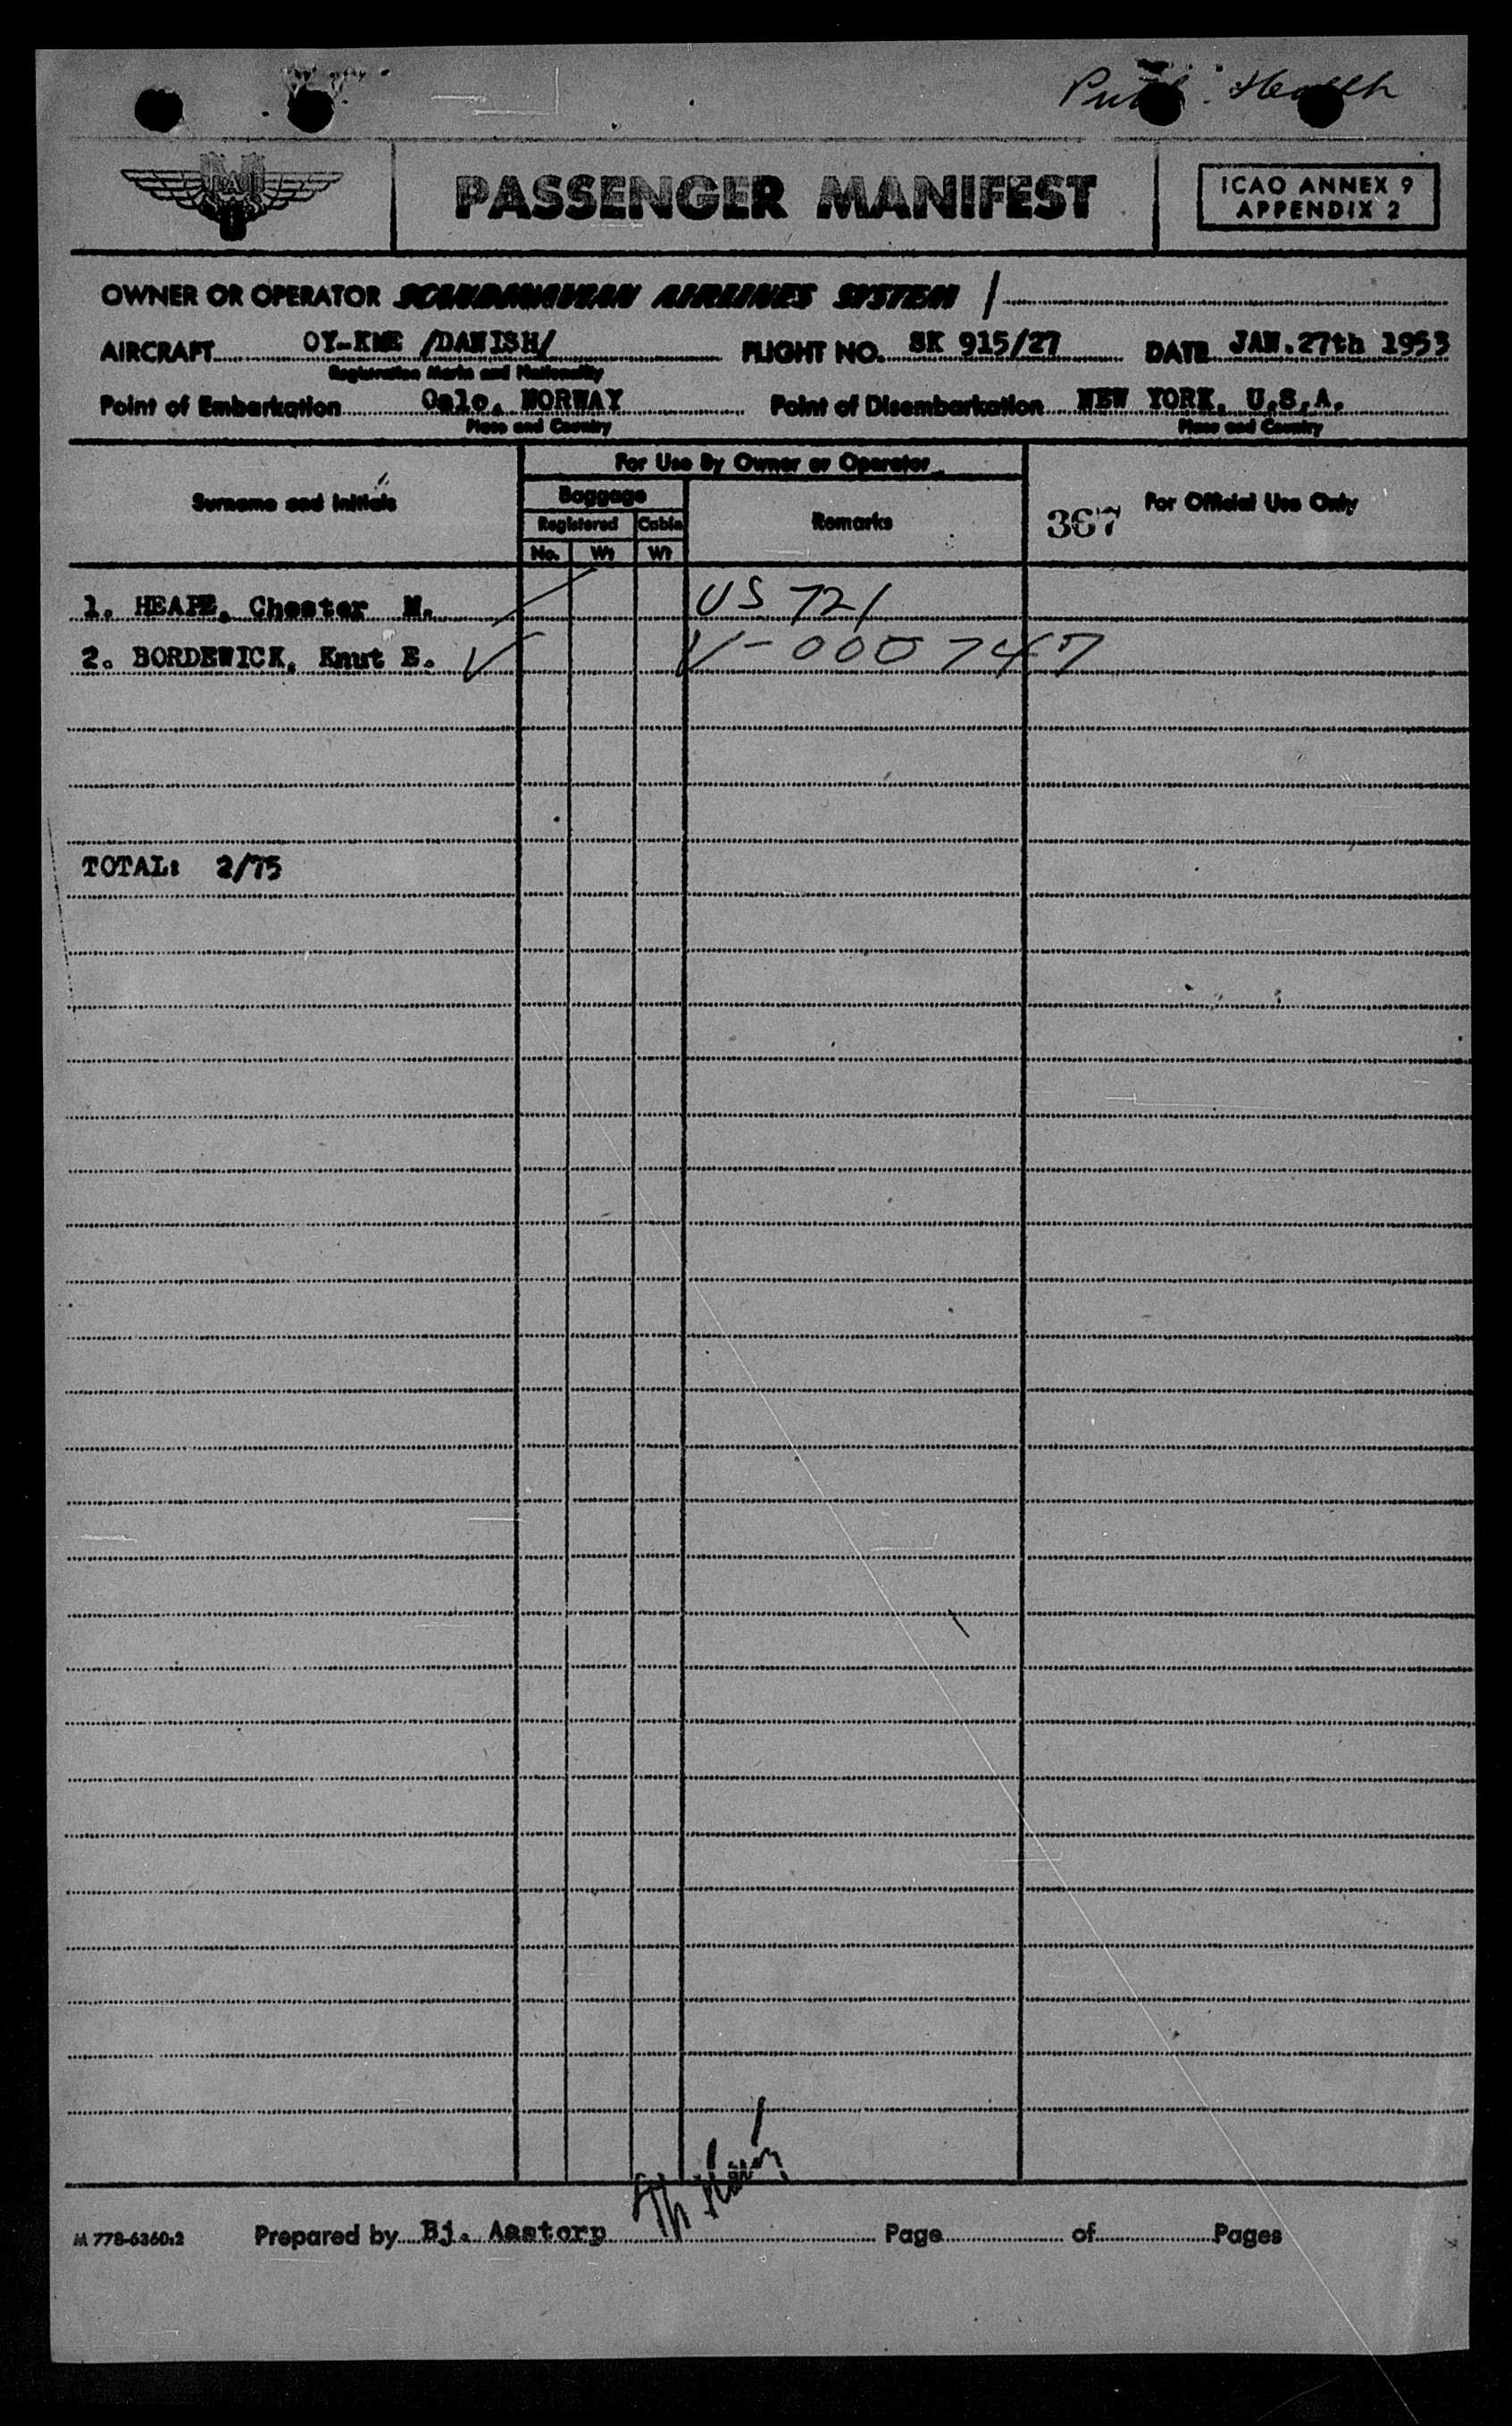 Publ. Health
PASSENGER MANIFEST
ICAO ANNEX 9
APPENDIX 2
OWNER OR OPERATOR SCANDANAVIAN AIRLINES SYSTEM /
AIRCRAFT OY-KME /DANISH/ FLIGHT NO. SK 915/27 DATE JAN.27th 1953
Registration Marks and Nationality
Point of Embarkation Oslo, NORWAY Point of Disembarkation NEW YORK, U.S.A.
Place and Country Place and Country
For Use By Owner or Operator
Surname and Initials Baggage Remarks For Official Use Only
Registered Cabin 367
No. Wt Wt
1. HEAPE, Chester M. US 721
2. BORDEWICK, Knut E. V V-000747
TOTAL: 2/75
M 778-6360:2 Prepared by Bj. Aastorp Page of Pages